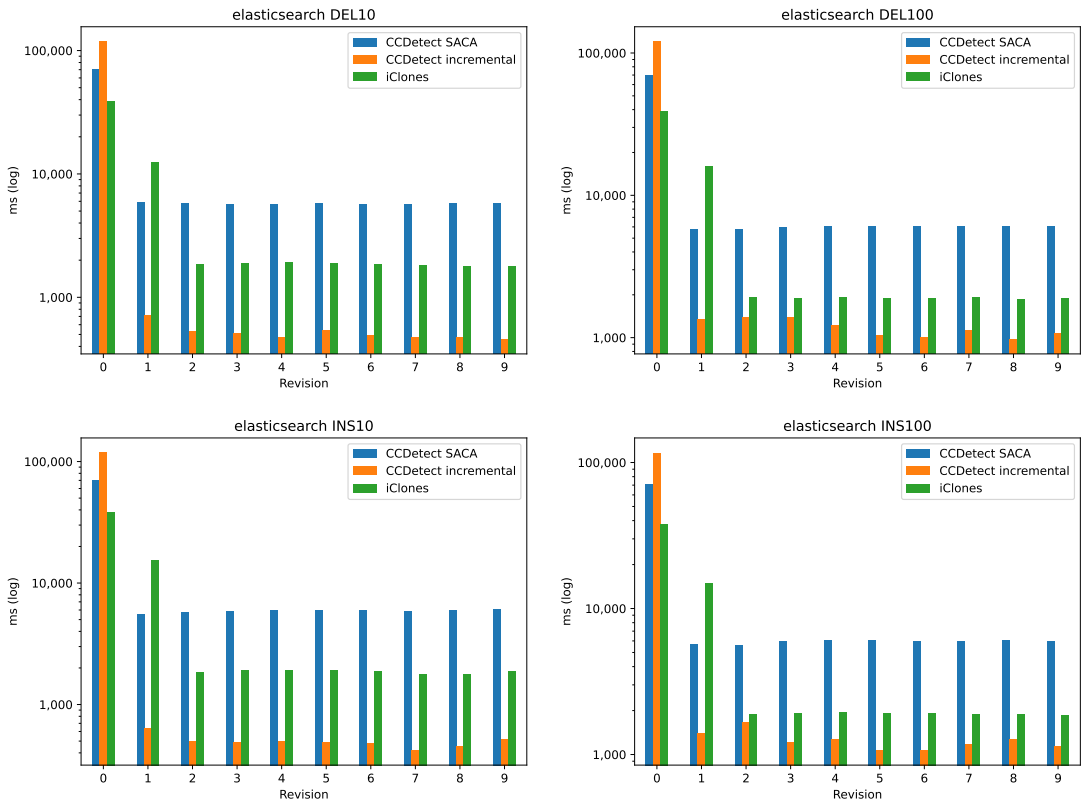 elasticsearch DEL10
100,000
10,000
1,000
ms (log)
CCDetect SACA
CCDetect incremental
iClones
0 1 2 3 4 5 6 7 8 9
Revision
elasticsearch DEL100
100,000
10,000
1,000
ms (log)
CCDetect SACA
CCDetect incremental
iClones
0 1 2 3 4 5 6 7 8 9
Revision
elasticsearch INS10
100,000
10,000
1,000
ms (log)
CCDetect SACA
CCDetect incremental
iClones
0 1 2 3 4 5 6 7 8 9
Revision
elasticsearch INS100
100,000
10,000
1,000
ms (log)
CCDetect SACA
CCDetect incremental
iClones
0 1 2 3 4 5 6 7 8 9
Revision